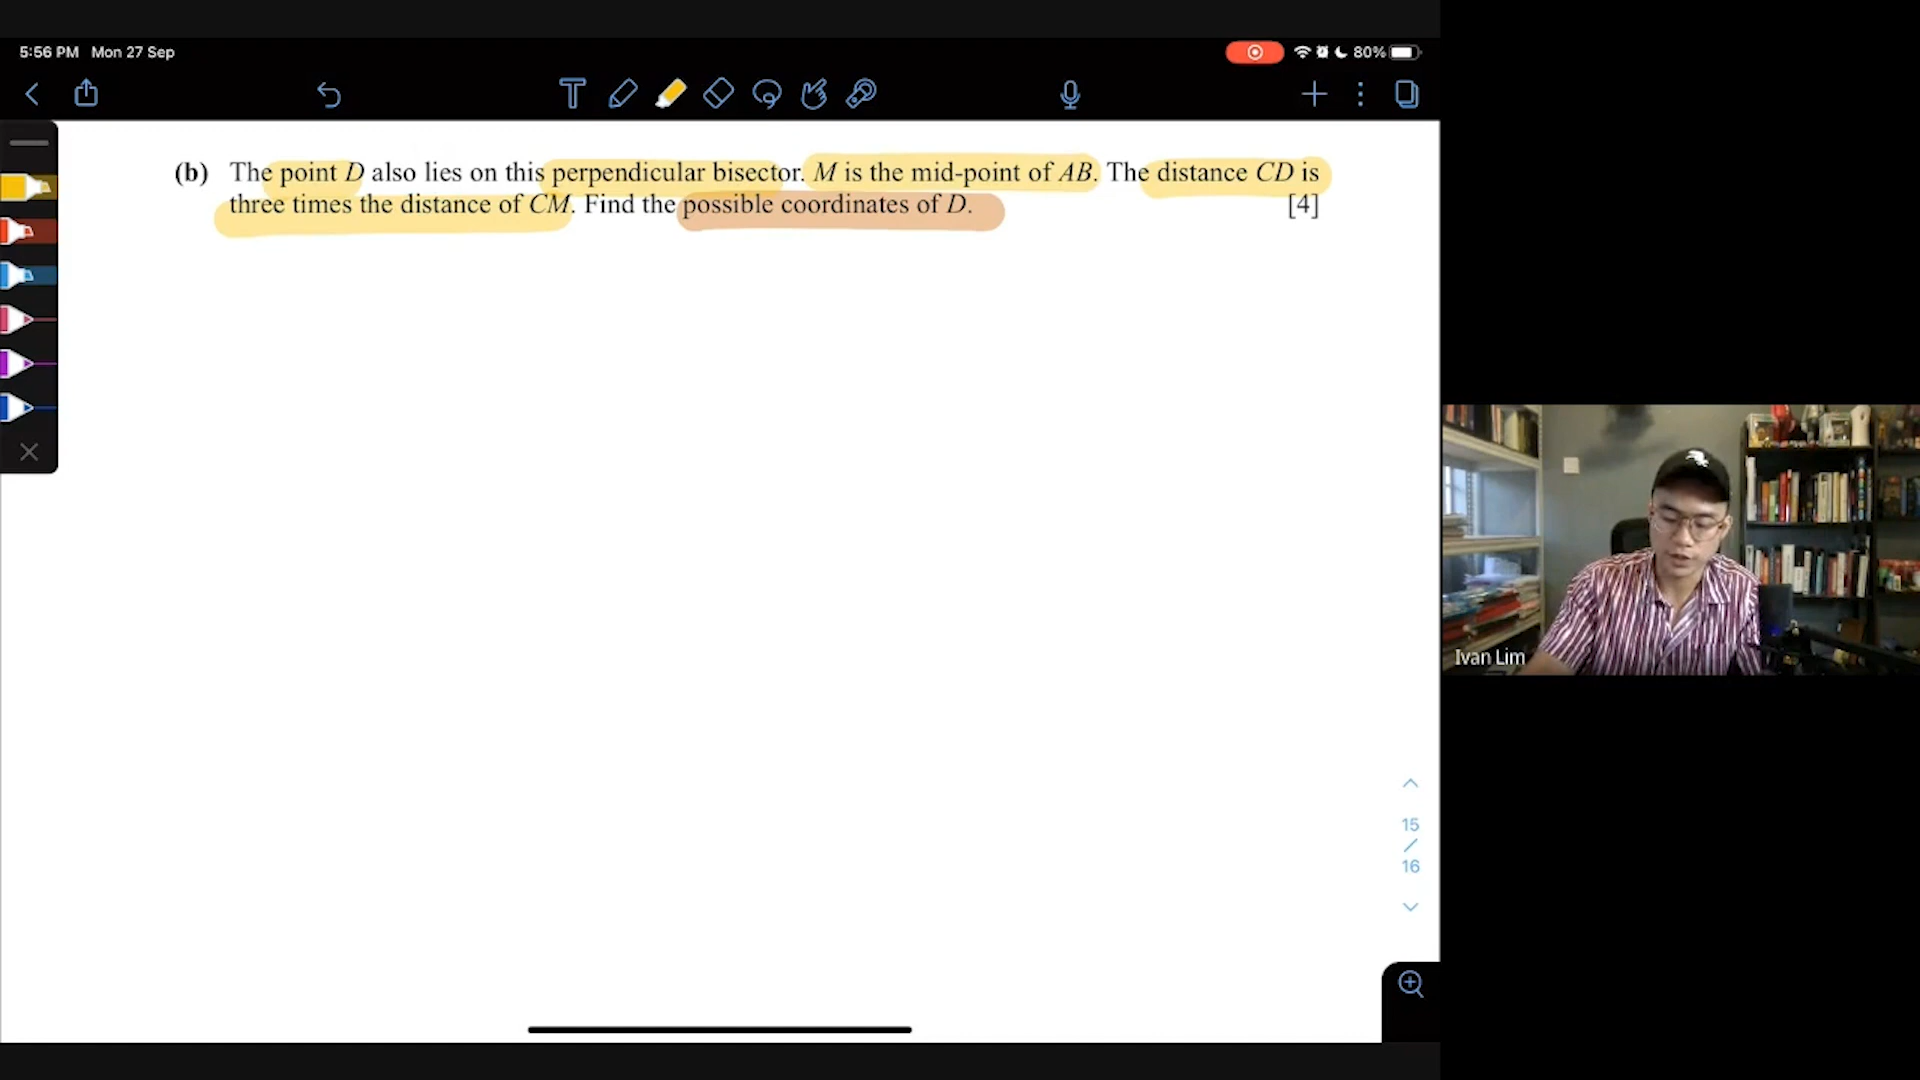 5:56 PM Mon 27 Sep
80%
(b) The point D also lies on this perpendicular bisector. M is the mid-point of AB. The distance CD is
three times the distance of CM. Find the possible coordinates of D. [4]
15
/
16
Ivan Lim